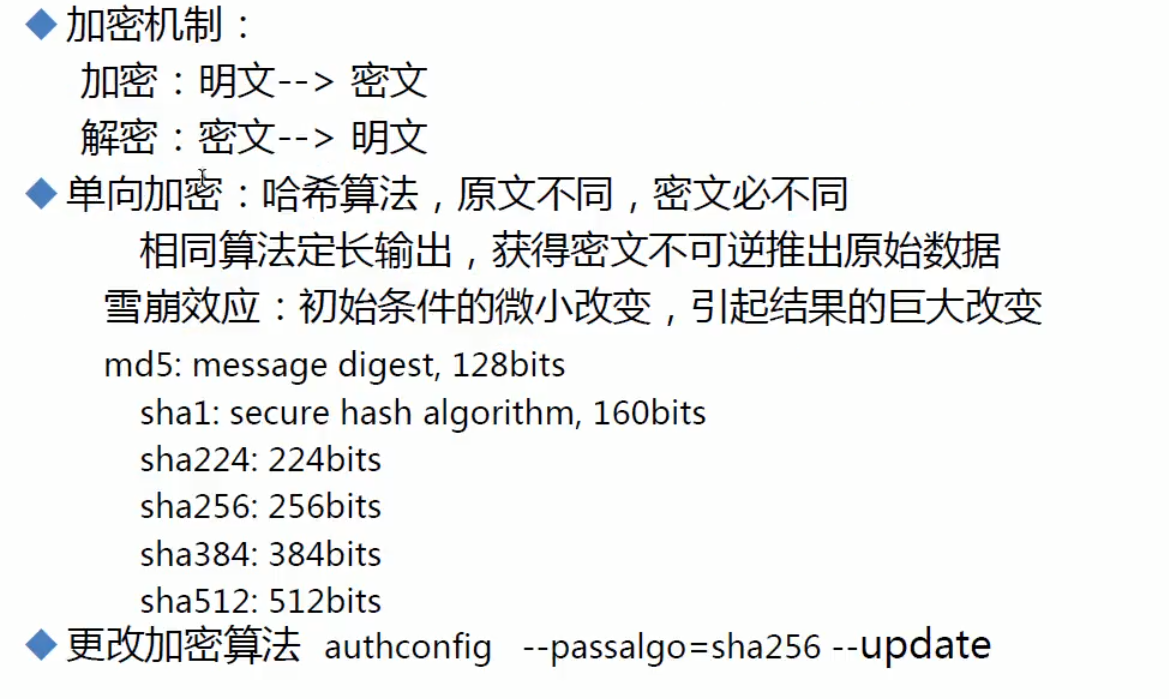 加密机制：
加密：明文--> 密文
解密：密文--> 明文
单向加密：哈希算法，原文不同，密文必不同
相同算法定长输出，获得密文不可逆推出原始数据
雪崩效应：初始条件的微小改变，引起结果的巨大改变
md5: message digest, 128bits
sha1: secure hash algorithm, 160bits
sha224: 224bits
sha256: 256bits
sha384: 384bits
sha512: 512bits
更改加密算法 authconfig --passalgo=sha256 --update